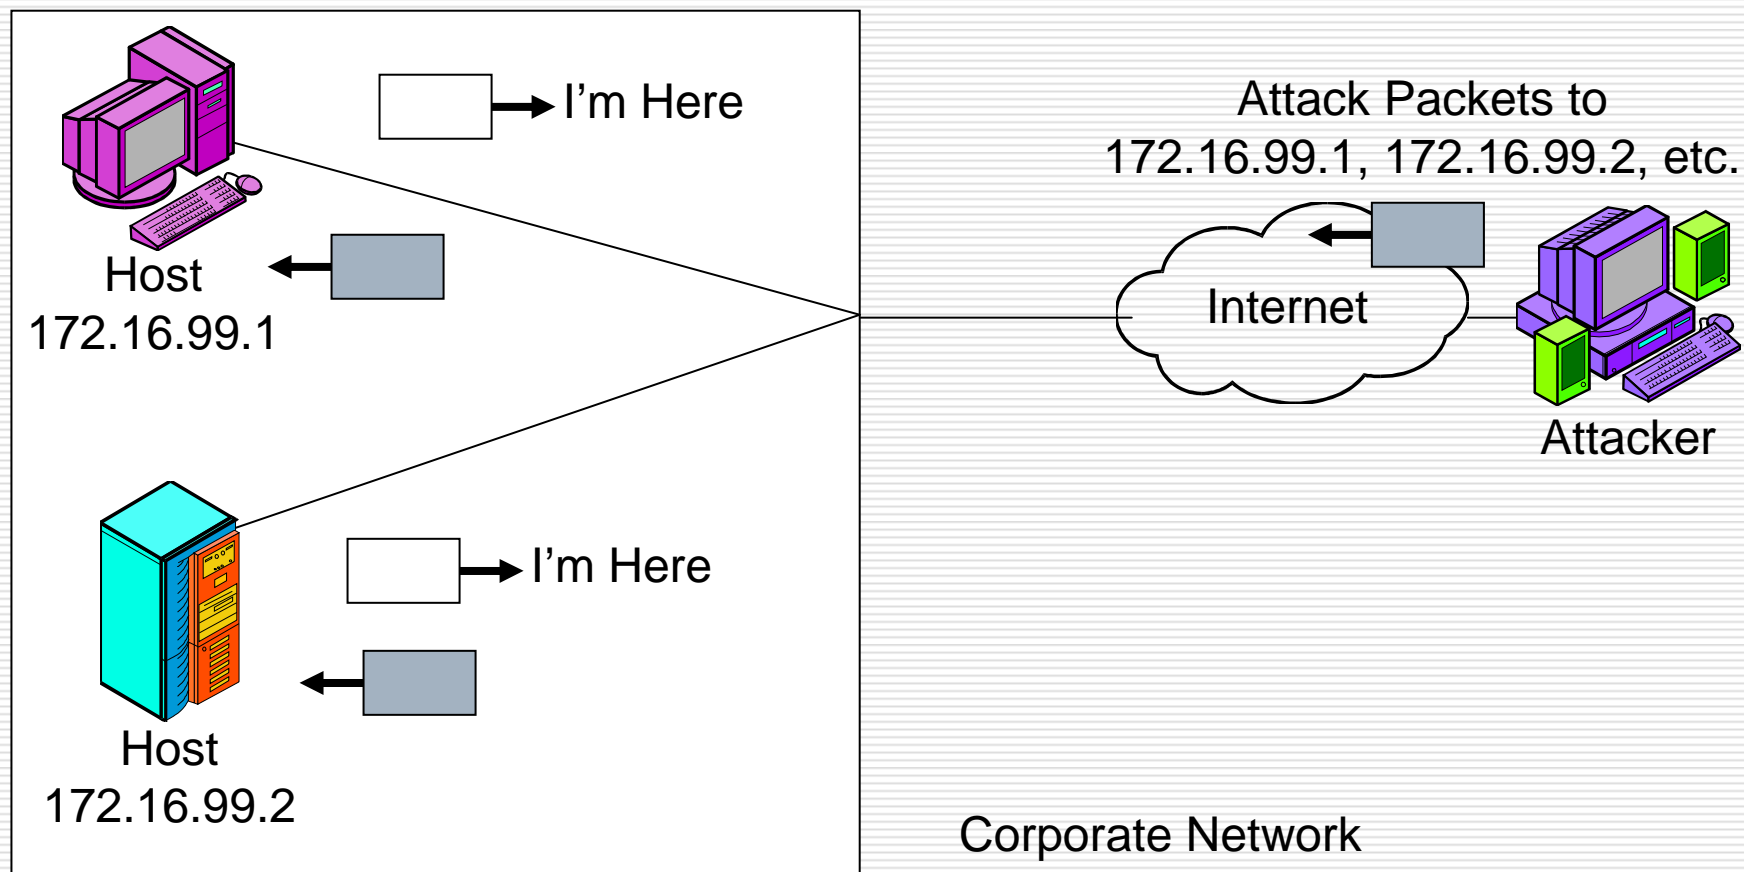 I'm Here
Attack Packets to
172.16.99.1, 172.16.99.2, etc.
Host
172.16.99.1
Internet
Attacker
I'm Here
Host
172.16.99.2
Corporate Network